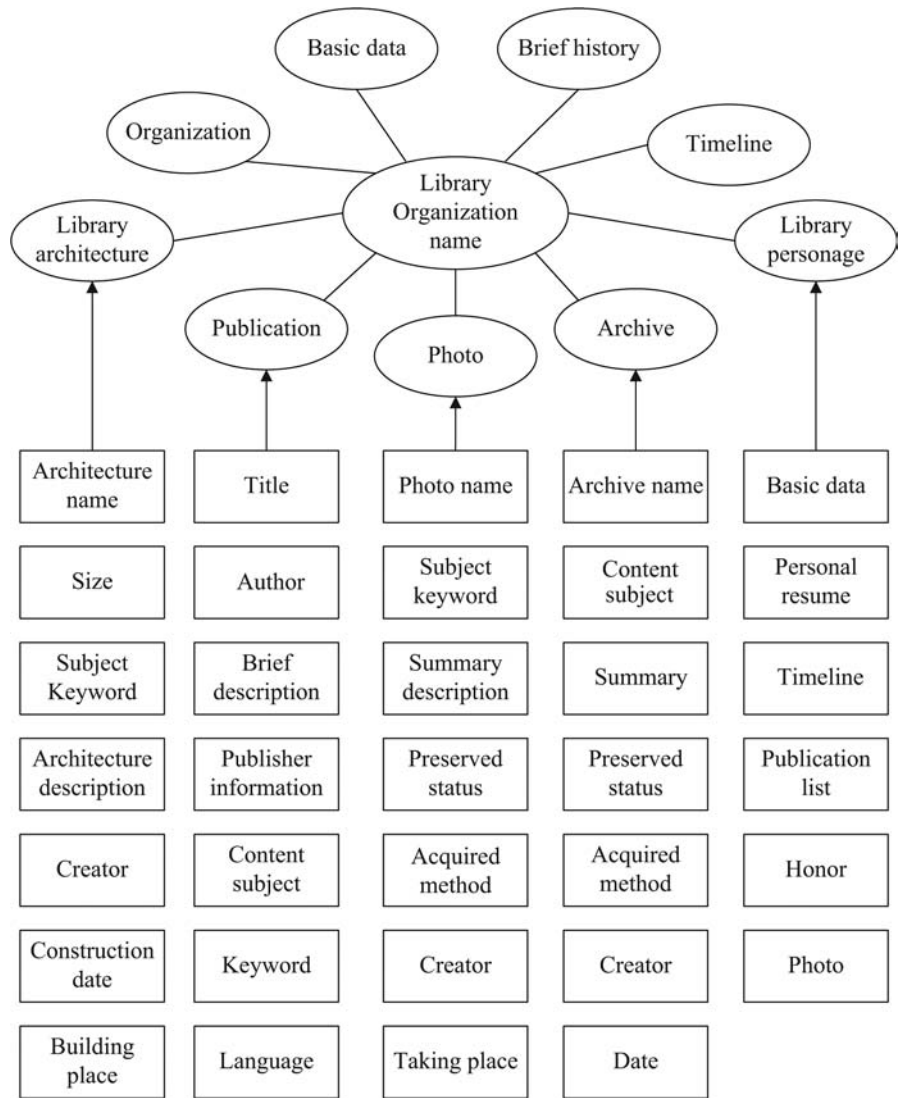 Basic data
Brief history
Organization
Timeline
Library
Organization
name
Library
architecture
Library
personage
Publication
Photo
Archive
Architecture
name
Title
Photo name
Archive name
Basic data
Size
Author
Subject
keyword
Content
subject
Personal
resume
Subject
Keyword
Brief
description
Summary
description
Summary
Timeline
Architecture
description
Publisher
information
Preserved
status
Preserved
status
Publication
list
Creator
Content
subject
Acquired
method
Acquired
method
Honor
Construction
date
Keyword
Creator
Creator
Photo
Building
place
Language
Taking place
Date